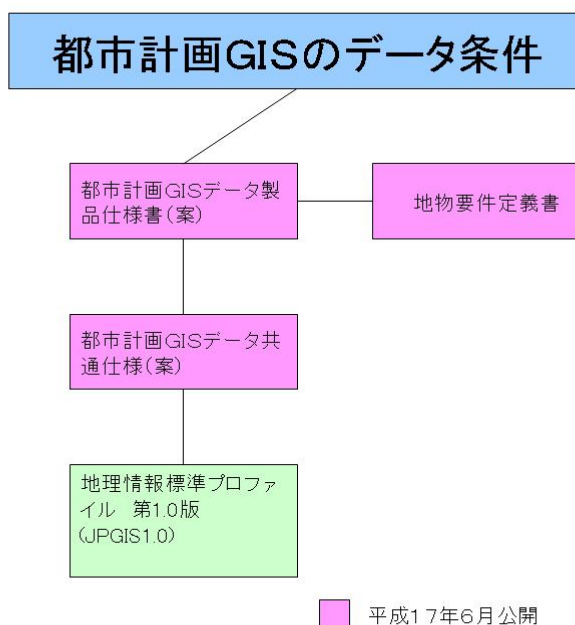 都市計画GISのデータ条件
都市計画GISデータ製
品仕様書(案)
地物要件定義書
都市計画GISデータ共
通仕様(案)
地理情報標準プロファ
イル　第1.0版
(JPGIS1.0)
平成17年6月公開